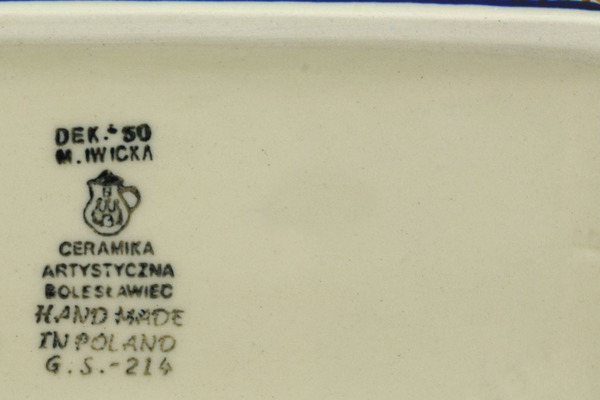 DEK.- 50
M. IWICKA
CERAMIKA
ARTYSTYCZNA
BOLESŁAWIEC
HAND MADE
IN POLAND
G.S.-214